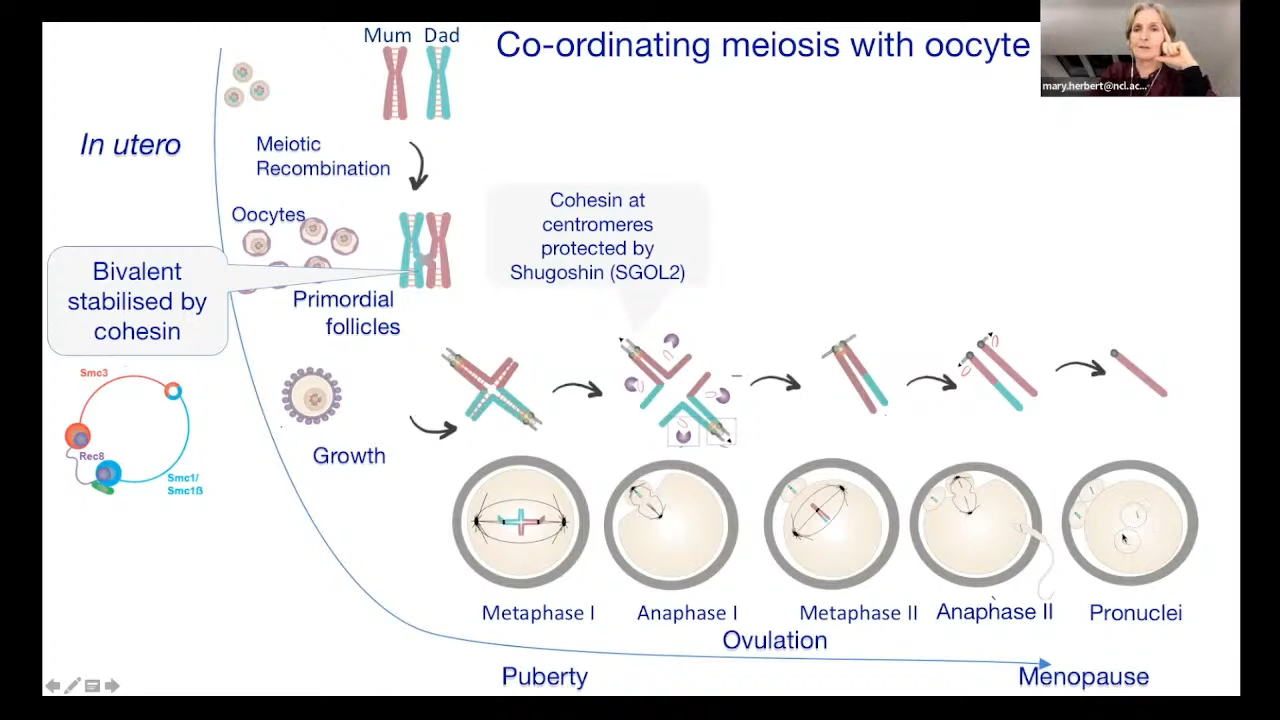 Mum Dad
Co-ordinating meiosis with oocyte
mary.herbert@ncl.ac...
In utero
Meiotic
Recombination
Oocytes
Cohesin at
centromeres
protected by
Shugoshin (SGOL2)
Bivalent
stabilised by
cohesin
Primordial
follicles
Smc3
Rec8
Smc1/
Smc1ß
Growth
Metaphase I
Anaphase I
Metaphase II
Anaphase II
Pronuclei
Ovulation
Puberty
Menopause